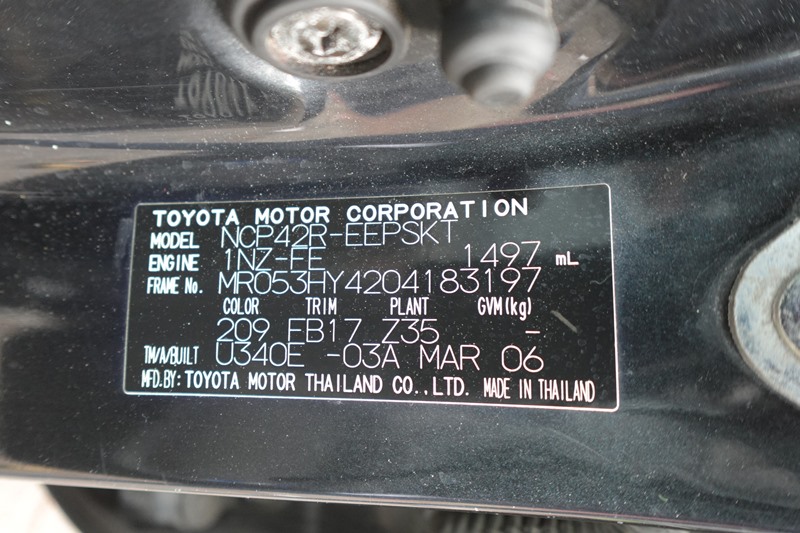 TOYOTA MOTOR CORPORATION
MODEL NCP42R-EEPSKT
ENGINE 1NZ-FE 1497 mL
FRAME No. MR053HY4204183197
COLOR TRIM PLANT GVM(kg)
209 FB17 Z35 -
TM/A/BUILT U340E -03A MAR 06
MFD.BY: TOYOTA MOTOR THAILAND CO.,LTD. MADE IN THAILAND